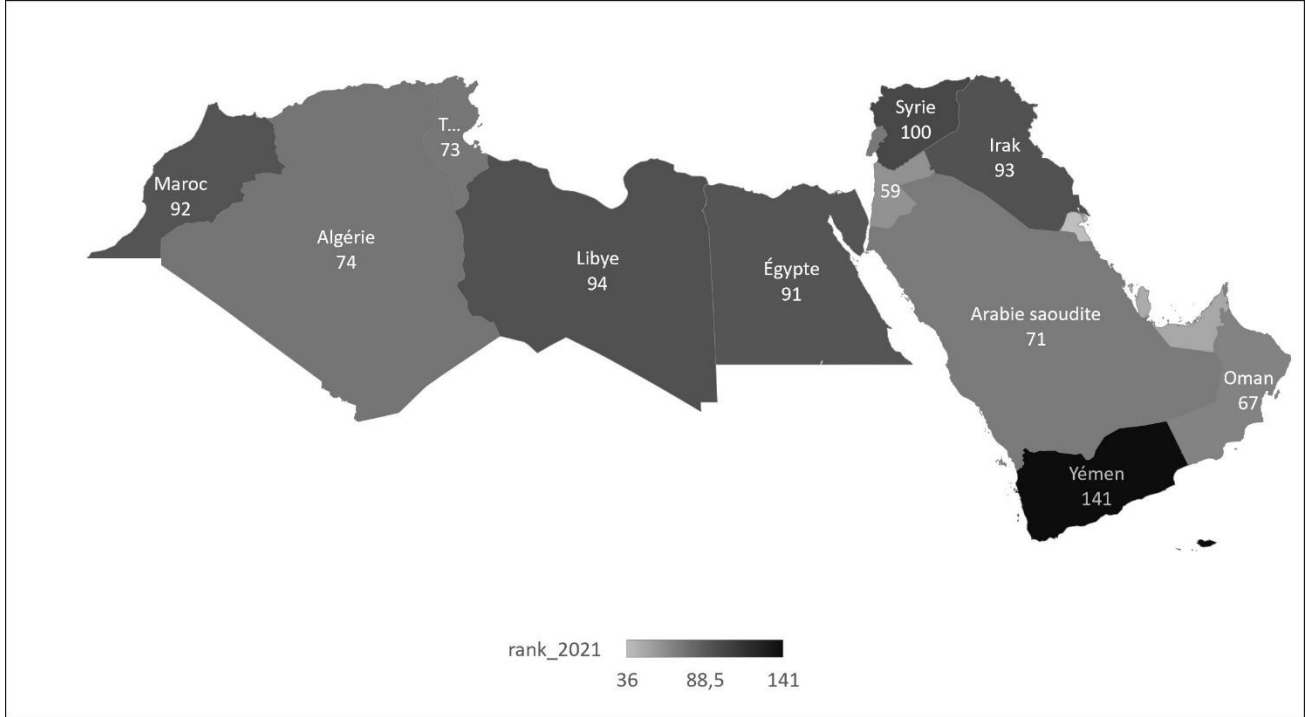 Syrie
100
T...
73
Irak
93
Maroc
92
59
Algérie
74
Libye
94
Égypte
91
Arabie saoudite
71
Oman
67
Yémen
141
rank_2021
36 88,5 141